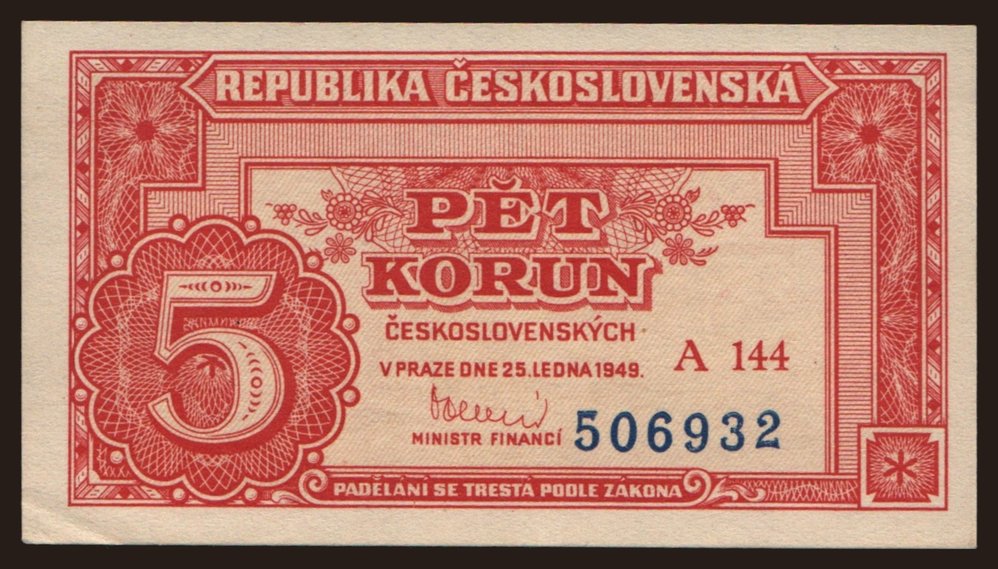 REPUBLIKA ČESKOSLOVENSKÁ
PĚT
KORUN
5
ČESKOSLOVENSKÝCH
V PRAZE DNE 25. LEDNA 1949.
A 144
MINISTR FINANCÍ
506932
PADĚLÁNÍ SE TRESTÁ PODLE ZÁKONA